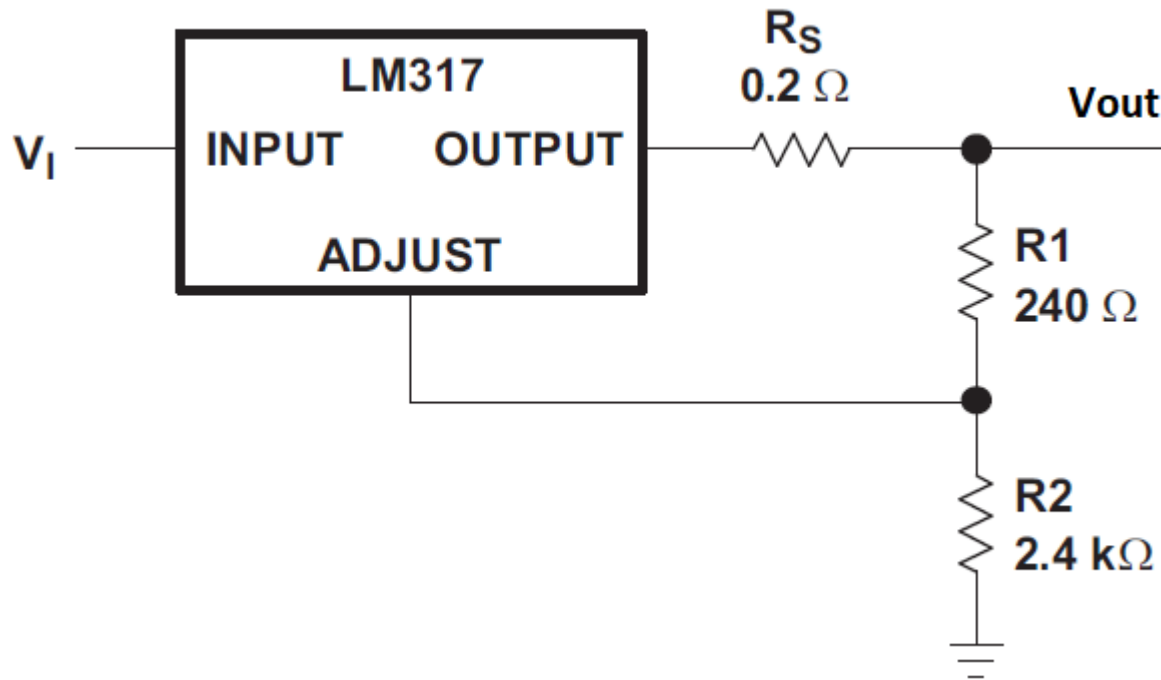 LM317
R_S
0.2 Ω
Vout
V_I
INPUT
OUTPUT
ADJUST
R1
240 Ω
R2
2.4 kΩ